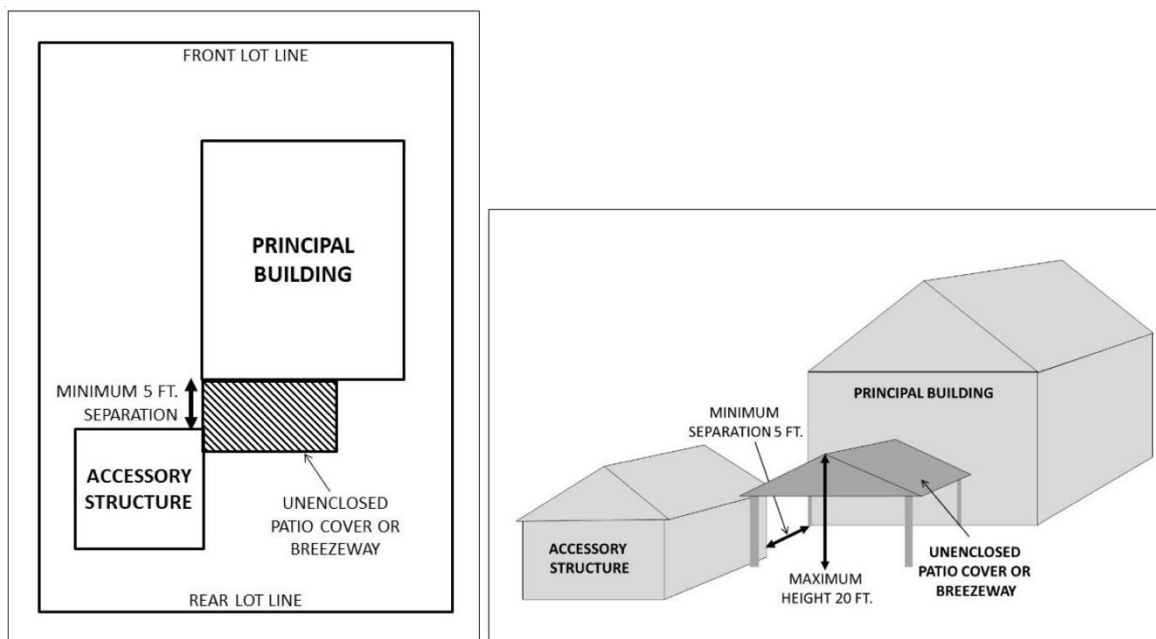 FRONT LOT LINE
PRINCIPAL
BUILDING
MINIMUM 5 FT.
SEPARATION
ACCESSORY
STRUCTURE
UNENCLOSED
PATIO COVER OR
BREEZEWAY
REAR LOT LINE
PRINCIPAL BUILDING
MINIMUM
SEPARATION 5 FT.
ACCESSORY
STRUCTURE
MAXIMUM
HEIGHT 20 FT.
UNENCLOSED
PATIO COVER OR
BREEZEWAY